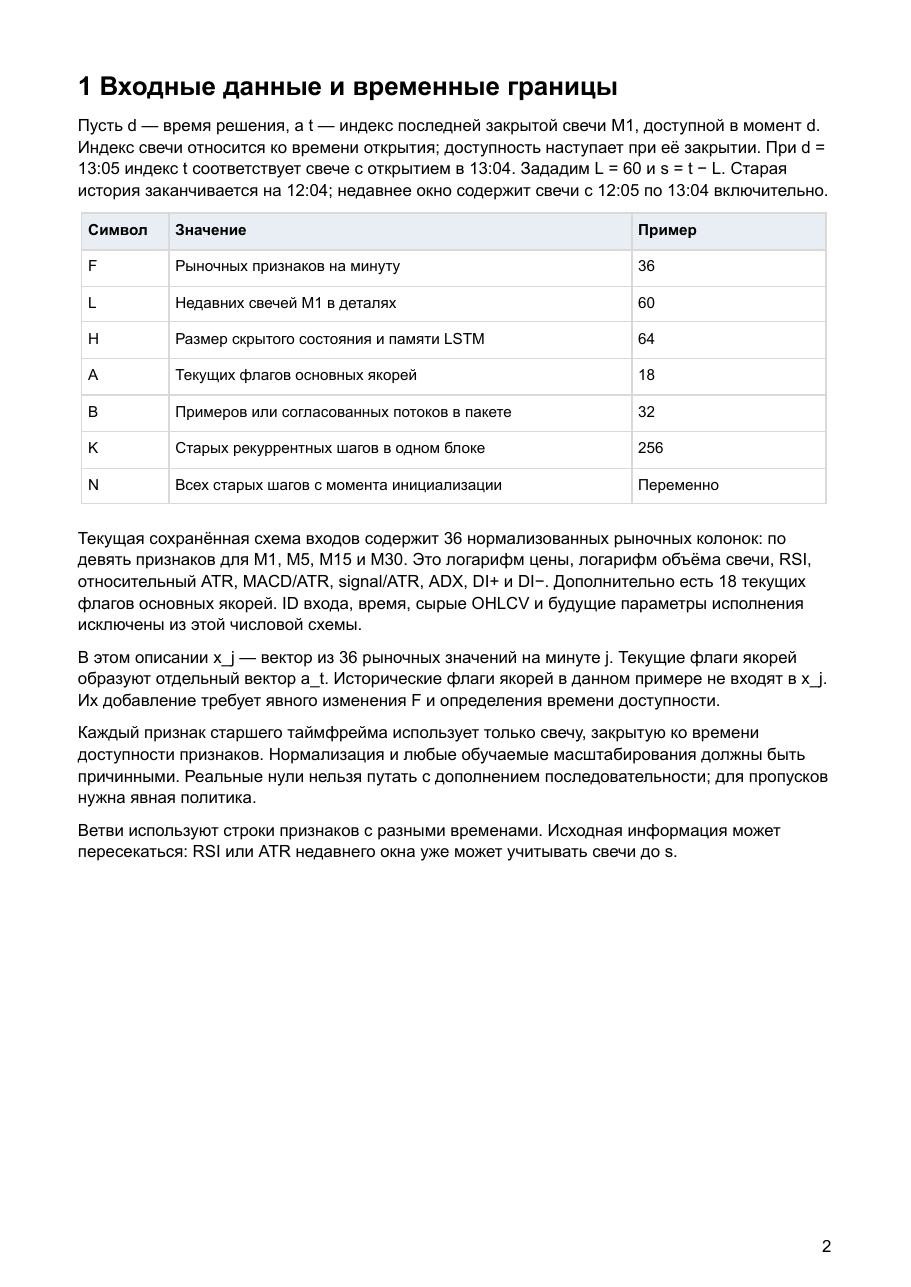 1 Входные данные и временные границы
Пусть d — время решения, а t — индекс последней закрытой свечи M1, доступной в момент d.
Индекс свечи относится ко времени открытия; доступность наступает при её закрытии. При d =
13:05 индекс t соответствует свече с открытием в 13:04. Зададим L = 60 и s = t − L. Старая
история заканчивается на 12:04; недавнее окно содержит свечи с 12:05 по 13:04 включительно.
Символ Значение Пример
F Рыночных признаков на минуту 36
L Недавних свечей M1 в деталях 60
H Размер скрытого состояния и памяти LSTM 64
A Текущих флагов основных якорей 18
B Примеров или согласованных потоков в пакете 32
K Старых рекуррентных шагов в одном блоке 256
N Всех старых шагов с момента инициализации Переменно
Текущая сохранённая схема входов содержит 36 нормализованных рыночных колонок: по
девять признаков для M1, M5, M15 и M30. Это логарифм цены, логарифм объёма свечи, RSI,
относительный ATR, MACD/ATR, signal/ATR, ADX, DI+ и DI−. Дополнительно есть 18 текущих
флагов основных якорей. ID входа, время, сырые OHLCV и будущие параметры исполнения
исключены из этой числовой схемы.
В этом описании x_j — вектор из 36 рыночных значений на минуте j. Текущие флаги якорей
образуют отдельный вектор a_t. Исторические флаги якорей в данном примере не входят в x_j.
Их добавление требует явного изменения F и определения времени доступности.
Каждый признак старшего таймфрейма использует только свечу, закрытую ко времени
доступности признаков. Нормализация и любые обучаемые масштабирования должны быть
причинными. Реальные нули нельзя путать с дополнением последовательности; для пропусков
нужна явная политика.
Ветви используют строки признаков с разными временами. Исходная информация может
пересекаться: RSI или ATR недавнего окна уже может учитывать свечи до s.
2